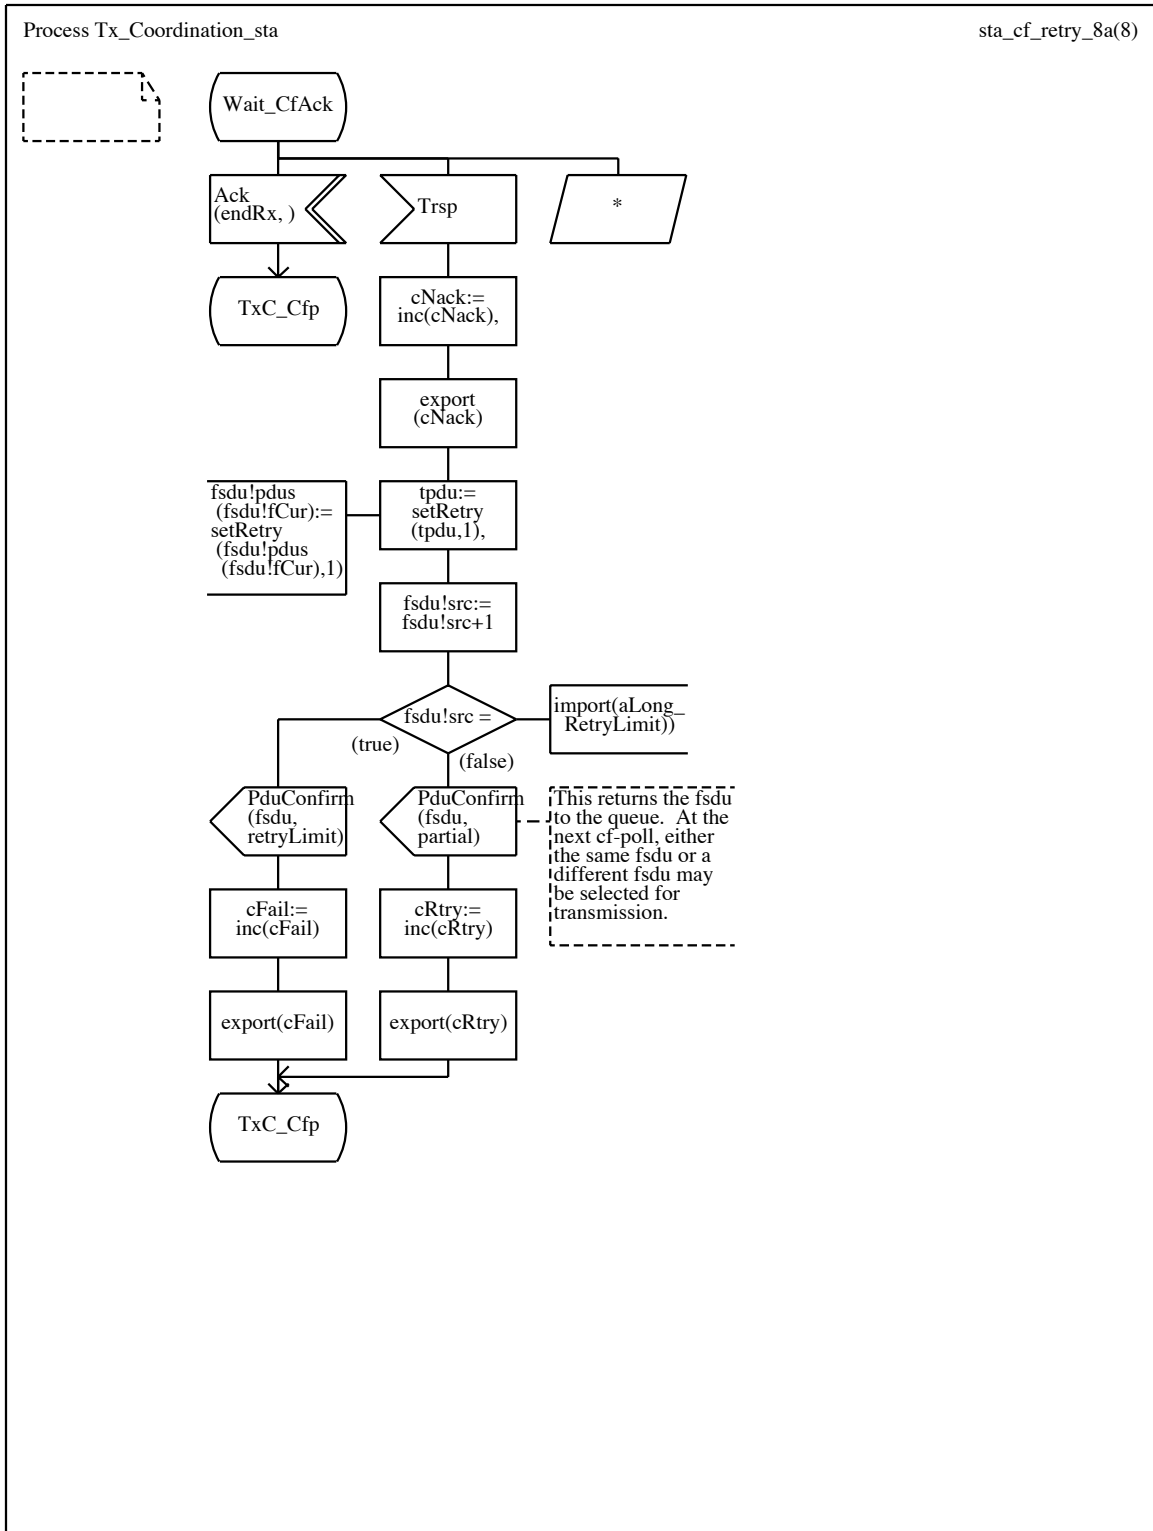 Process Tx_Coordination_sta
sta_cf_retry_8a(8)
Wait_CfAck
Ack
(endRx, )
Trsp
*
TxC_Cfp
cNack:=
inc(cNack),
export
(cNack)
fsdu!pdus
(fsdu!fCur):=
setRetry
(fsdu!pdus
(fsdu!fCur),1)
tpdu:=
setRetry
(tpdu,1),
fsdu!src:=
fsdu!src+1
fsdu!src =
import(aLong_
RetryLimit))
(true)
(false)
PduConfirm
(fsdu,
retryLimit)
PduConfirm
(fsdu,
partial)
This returns the fsdu
to the queue.  At the
next cf-poll, either
the same fsdu or a
different fsdu may
be selected for
transmission.
cFail:=
inc(cFail)
cRtry:=
inc(cRtry)
export(cFail)
export(cRtry)
TxC_Cfp